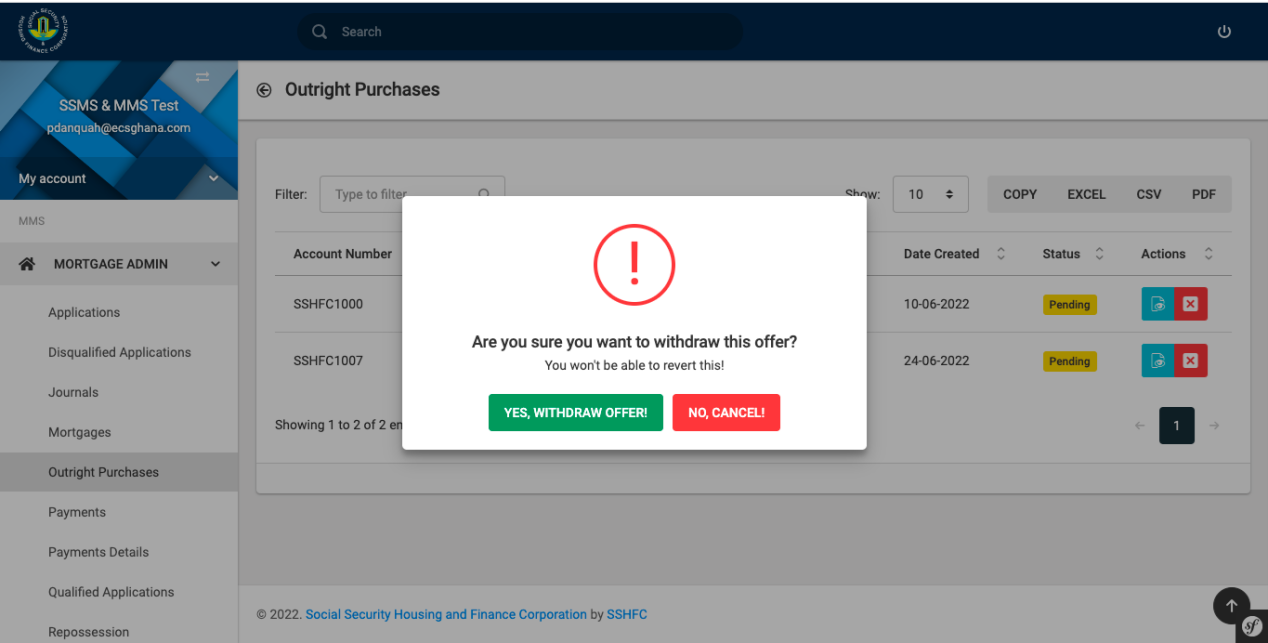 Search
SSMS & MMS Test
pdanquah@ecsghana.com
My account
MMS
MORTGAGE ADMIN
Applications
Disqualified Applications
Journals
Mortgages
Outright Purchases
Payments
Payments Details
Qualified Applications
Repossession
Outright Purchases
Filter: Type to filter
Show: 10 COPY EXCEL CSV PDF
Account Number Date Created Status Actions
SSHFC1000 10-06-2022 Pending
SSHFC1007 24-06-2022 Pending
Showing 1 to 2 of 2 en
← 1 →
Are you sure you want to withdraw this offer?
You won't be able to revert this!
YES, WITHDRAW OFFER! NO, CANCEL!
© 2022. Social Security Housing and Finance Corporation by SSHFC
sf